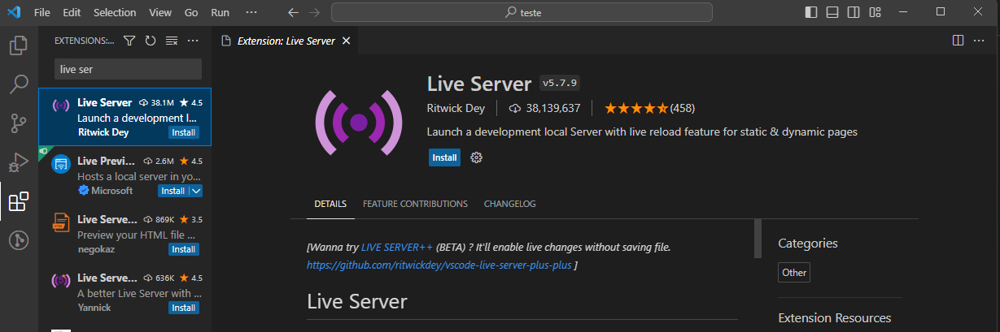 File Edit Selection View Go Run ··· teste
EXTENSIONS:...
live ser
Live Server 38.1M 4.5
Launch a development l...
Ritwick Dey Install
Live Previ... 2.6M 4.5
Hosts a local server in yo...
Microsoft Install
Live Serve... 869K 3.5
Preview your HTML file ...
negokaz Install
Live Serve... 636K 4.5
A better Live Server with ...
Yannick Install
Extension: Live Server
Live Server v5.7.9
Ritwick Dey 38,139,637 (458)
Launch a development local Server with live reload feature for static & dynamic pages
Install
DETAILS FEATURE CONTRIBUTIONS CHANGELOG
[Wanna try LIVE SERVER++ (BETA) ? It'll enable live changes without saving file.
https://github.com/ritwickdey/vscode-live-server-plus-plus ]
Live Server
Categories
Other
Extension Resources